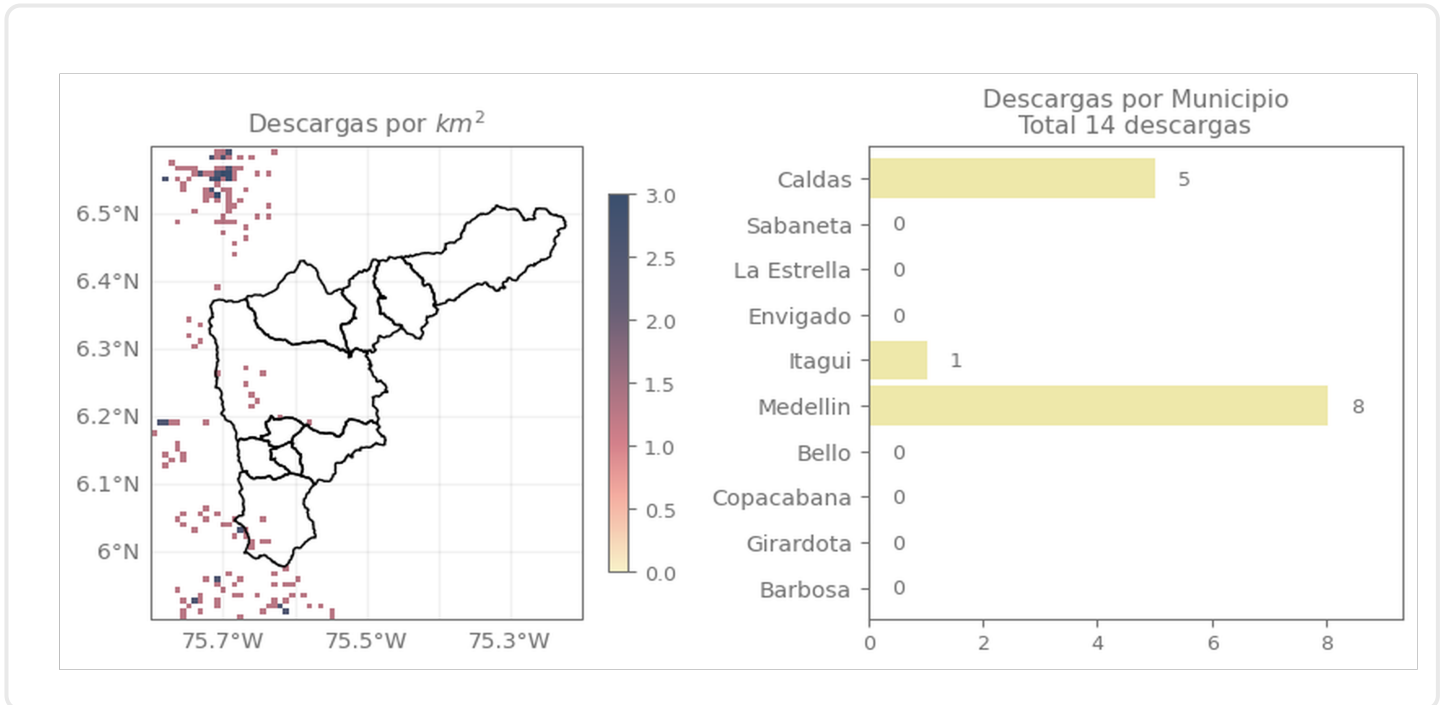 Descargas por km²
6.5°N
6.4°N
6.3°N
6.2°N
6.1°N
6°N
75.7°W 75.5°W 75.3°W
3.0
2.5
2.0
1.5
1.0
0.5
0.0
Descargas por Municipio
Total 14 descargas
Caldas 5
Sabaneta 0
La Estrella 0
Envigado 0
Itagui 1
Medellin 8
Bello 0
Copacabana 0
Girardota 0
Barbosa 0
0 2 4 6 8